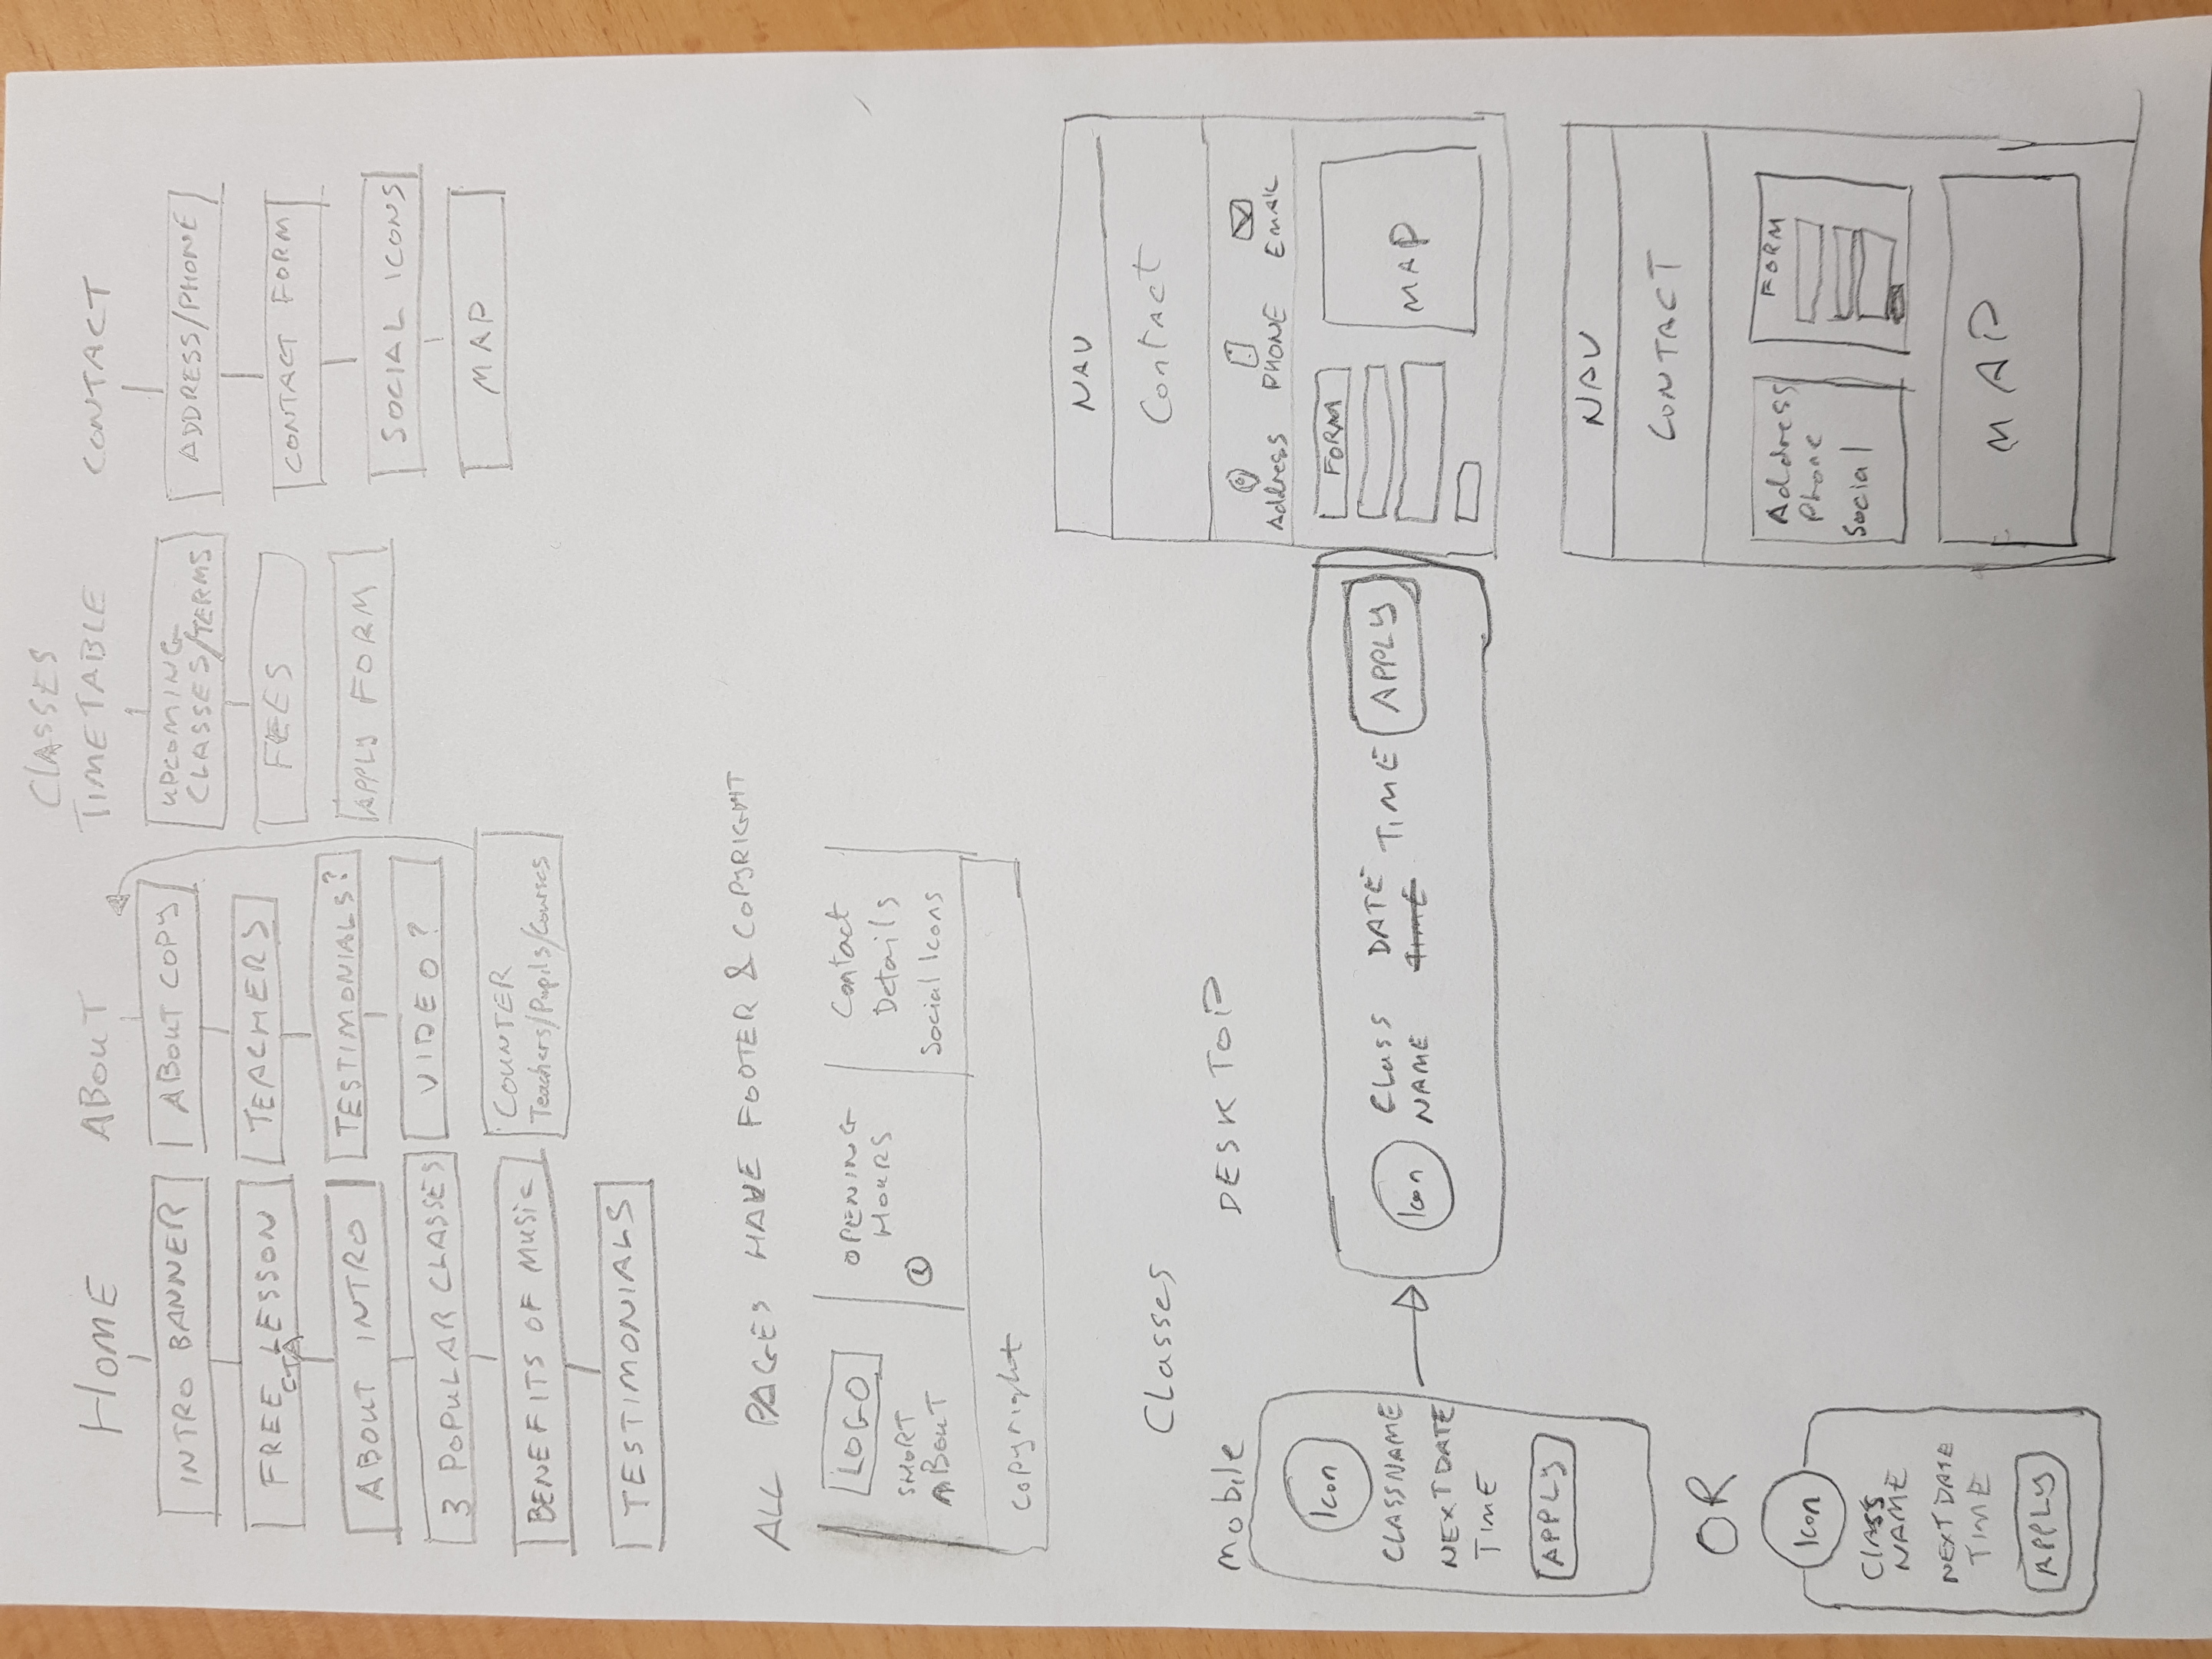 HOME
INTRO BANNER
FREE LESSON
CTA
ABOUT INTRO
3 POPULAR CLASSES
BENEFITS OF MUSIC
TESTIMONIALS
ABOUT
ABOUT COPY
TEACHERS
TESTIMONIALS?
VIDEO?
COUNTER
Teachers/Pupils/Courses
CLASSES
TIMETABLE
UPCOMING
CLASSES/TERMS
FEES
APPLY FORM
CONTACT
ADDRESS/PHONE
CONTACT FORM
SOCIAL ICONS
MAP
ALL PAGES HAVE FOOTER & COPYRIGHT
LOGO
SHORT
ABOUT
OPENING
HOURS
Contact
Details
Social Icons
Copyright
Classes
Mobile
Icon
CLASSNAME
NEXT DATE
TIME
APPLY
OR
Icon
Class
NAME
NEXT DATE
TIME
APPLY
DESKTOP
Icon
CLASS
NAME
DATE
TIME
TIME
APPLY
NAV
Contact
Address
PHONE
EMAIL
FORM
MAP
NAV
CONTACT
Address
Phone
Social
FORM
MAP